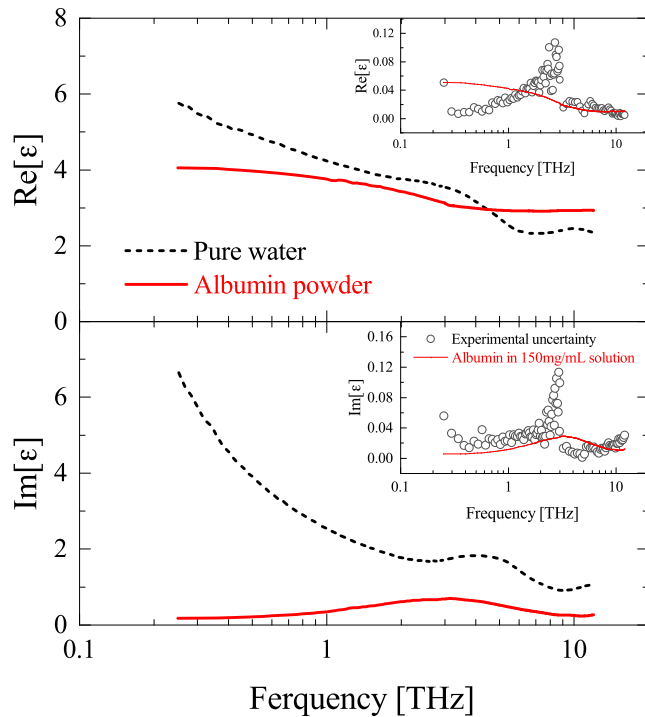 8
6
4
2
0
Re[ε]
Pure water
Albumin powder
0.12
0.08
0.04
0.00
Re[ε]
0.1 1 10
Frequency [THz]
6
4
2
0
Im[ε]
0.16
0.12
0.08
0.04
0.00
Im[ε]
Experimental uncertainty
Albumin in 150mg/mL solution
0.1 1 10
Frequency [THz]
0.1 1 10
Ferquency [THz]